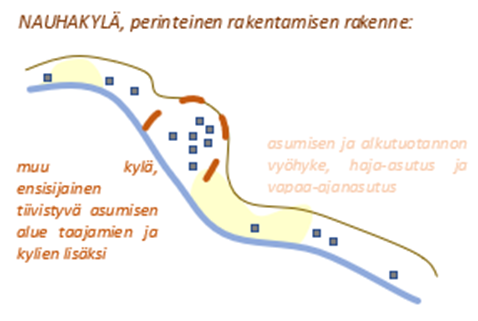 NAUHAKYLÄ, perinteinen rakentamisen rakenne:
asumisen ja alkutuotannon
vyöhyke, haja-asutus ja
vapaa-ajanasutus
muu kylä,
ensisijainen
tiivistyvä asumisen
alue taajamien ja
kylien lisäksi